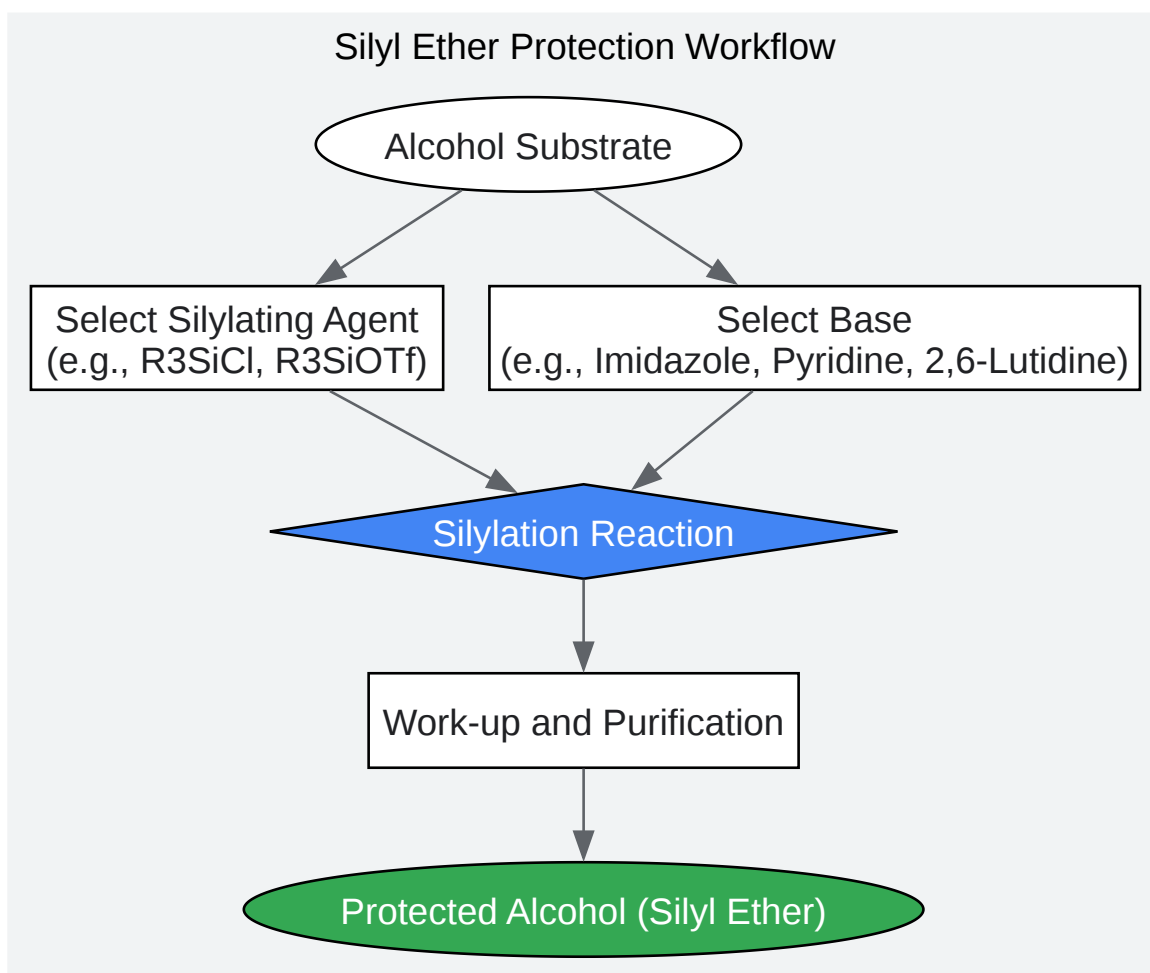 Silyl Ether Protection Workflow
Alcohol Substrate
Select Silylating Agent
(e.g., R3SiCl, R3SiOTf)
Select Base
(e.g., Imidazole, Pyridine, 2,6-Lutidine)
Silylation Reaction
Work-up and Purification
Protected Alcohol (Silyl Ether)